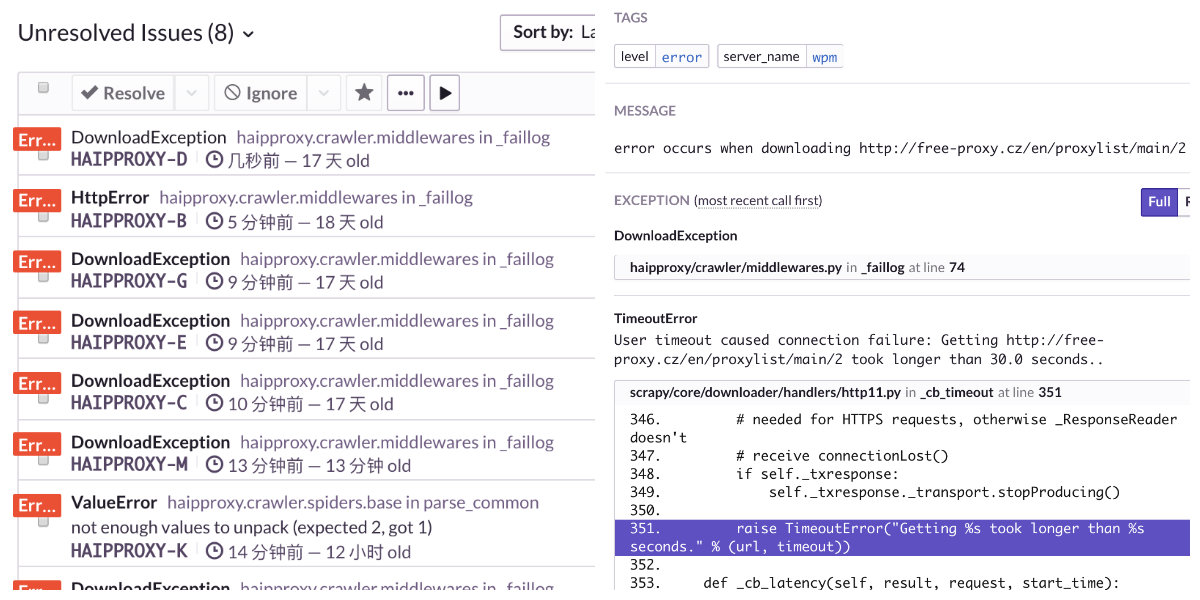 Unresolved Issues (8)
Sort by:
Resolve
Ignore
Err... DownloadException haipproxy.crawler.middlewares in _faillog
HAIPPROXY-D 几秒前 — 17 天 old
Err... HttpError haipproxy.crawler.middlewares in _faillog
HAIPPROXY-B 5 分钟前 — 18 天 old
Err... DownloadException haipproxy.crawler.middlewares in _faillog
HAIPPROXY-G 9 分钟前 — 17 天 old
Err... DownloadException haipproxy.crawler.middlewares in _faillog
HAIPPROXY-E 9 分钟前 — 17 天 old
Err... DownloadException haipproxy.crawler.middlewares in _faillog
HAIPPROXY-C 10 分钟前 — 17 天 old
Err... DownloadException haipproxy.crawler.middlewares in _faillog
HAIPPROXY-M 13 分钟前 — 13 分钟 old
Err... ValueError haipproxy.crawler.spiders.base in parse_common
not enough values to unpack (expected 2, got 1)
HAIPPROXY-K 14 分钟前 — 12 小时 old
Err... DownloadException haipproxy.crawler.middlewares in _faillog
TAGS
level error server_name wpm
MESSAGE
error occurs when downloading http://free-proxy.cz/en/proxylist/main/2
EXCEPTION (most recent call first)
Full
DownloadException
haipproxy/crawler/middlewares.py in _faillog at line 74
TimeoutError
User timeout caused connection failure: Getting http://free-
proxy.cz/en/proxylist/main/2 took longer than 30.0 seconds..
scrapy/core/downloader/handlers/http11.py in _cb_timeout at line 351
346. # needed for HTTPS requests, otherwise _ResponseReader
doesn't
347. # receive connectionLost()
348. if self._txresponse:
349. self._txresponse._transport.stopProducing()
350.
351. raise TimeoutError("Getting %s took longer than %s
seconds." % (url, timeout))
352.
353. def _cb_latency(self, result, request, start_time):